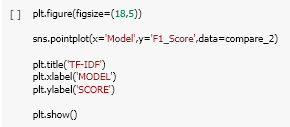 [ ] plt.figure(figsize=(18,5))
sns.pointplot(x='Model',y='F1_Score',data=compare_2)
plt.title('TF-IDF')
plt.xlabel('MODEL')
plt.ylabel('SCORE')
plt.show()